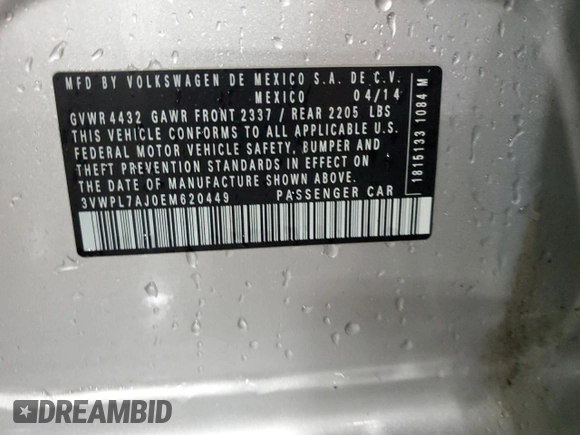 MFD BY VOLKSWAGEN DE MEXICO S.A. DE C.V.
MEXICO 04/14
GVWR 4432 GAWR FRONT 2337 / REAR 2205 LBS
THIS VEHICLE CONFORMS TO ALL APPLICABLE U.S.
FEDERAL MOTOR VEHICLE SAFETY, BUMPER AND
THEFT PREVENTION STANDARDS IN EFFECT ON
THE DATE OF MANUFACTURE SHOWN ABOVE.
3VWPL7AJ0EM620449 PASSENGER CAR
1815133 1084 M
DREAMBID